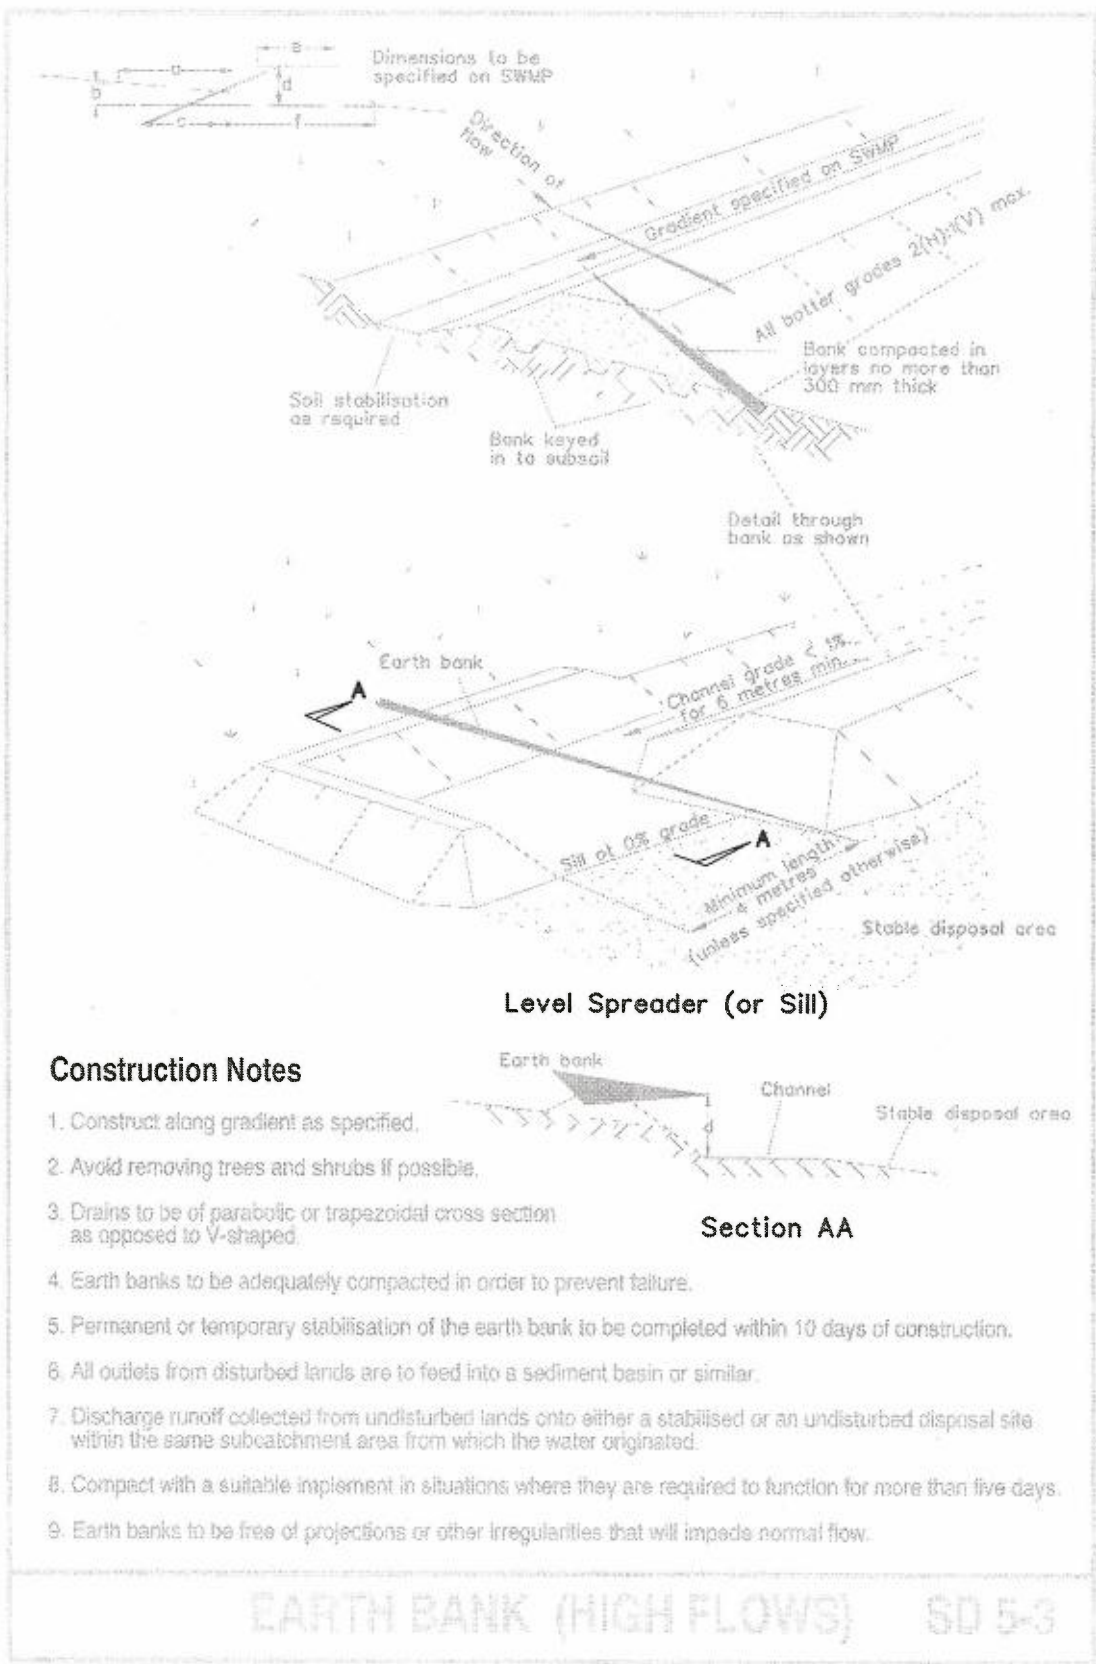 a
Dimensions to be
specified on SWMP
b
d
c
f
Direction of
flow
Gradient specified on SWMP
All batter grades 2(H):1(V) max.
Bank compacted in
layers no more than
300 mm thick
Soil stabilisation
as required
Bank keyed
in to subsoil
Detail through
bank as shown
Earth bank
A
Channel grade < 1%
for 6 metres min.
Sill at 0% grade
A
Minimum length
4 metres
(unless specified otherwise)
Stable disposal area
Level Spreader (or Sill)
Construction Notes
Earth bank
Channel
d
Stable disposal area
Section AA
1. Construct along gradient as specified.
2. Avoid removing trees and shrubs if possible.
3. Drains to be of parabolic or trapezoidal cross section
as opposed to V-shaped.
4. Earth banks to be adequately compacted in order to prevent failure.
5. Permanent or temporary stabilisation of the earth bank to be completed within 10 days of construction.
6. All outlets from disturbed lands are to feed into a sediment basin or similar.
7. Discharge runoff collected from undisturbed lands onto either a stabilised or an undisturbed disposal site
within the same subcatchment area from which the water originated.
8. Compact with a suitable implement in situations where they are required to function for more than five days.
9. Earth banks to be free of projections or other irregularities that will impede normal flow.
EARTH BANK (HIGH FLOWS) SD 5-3